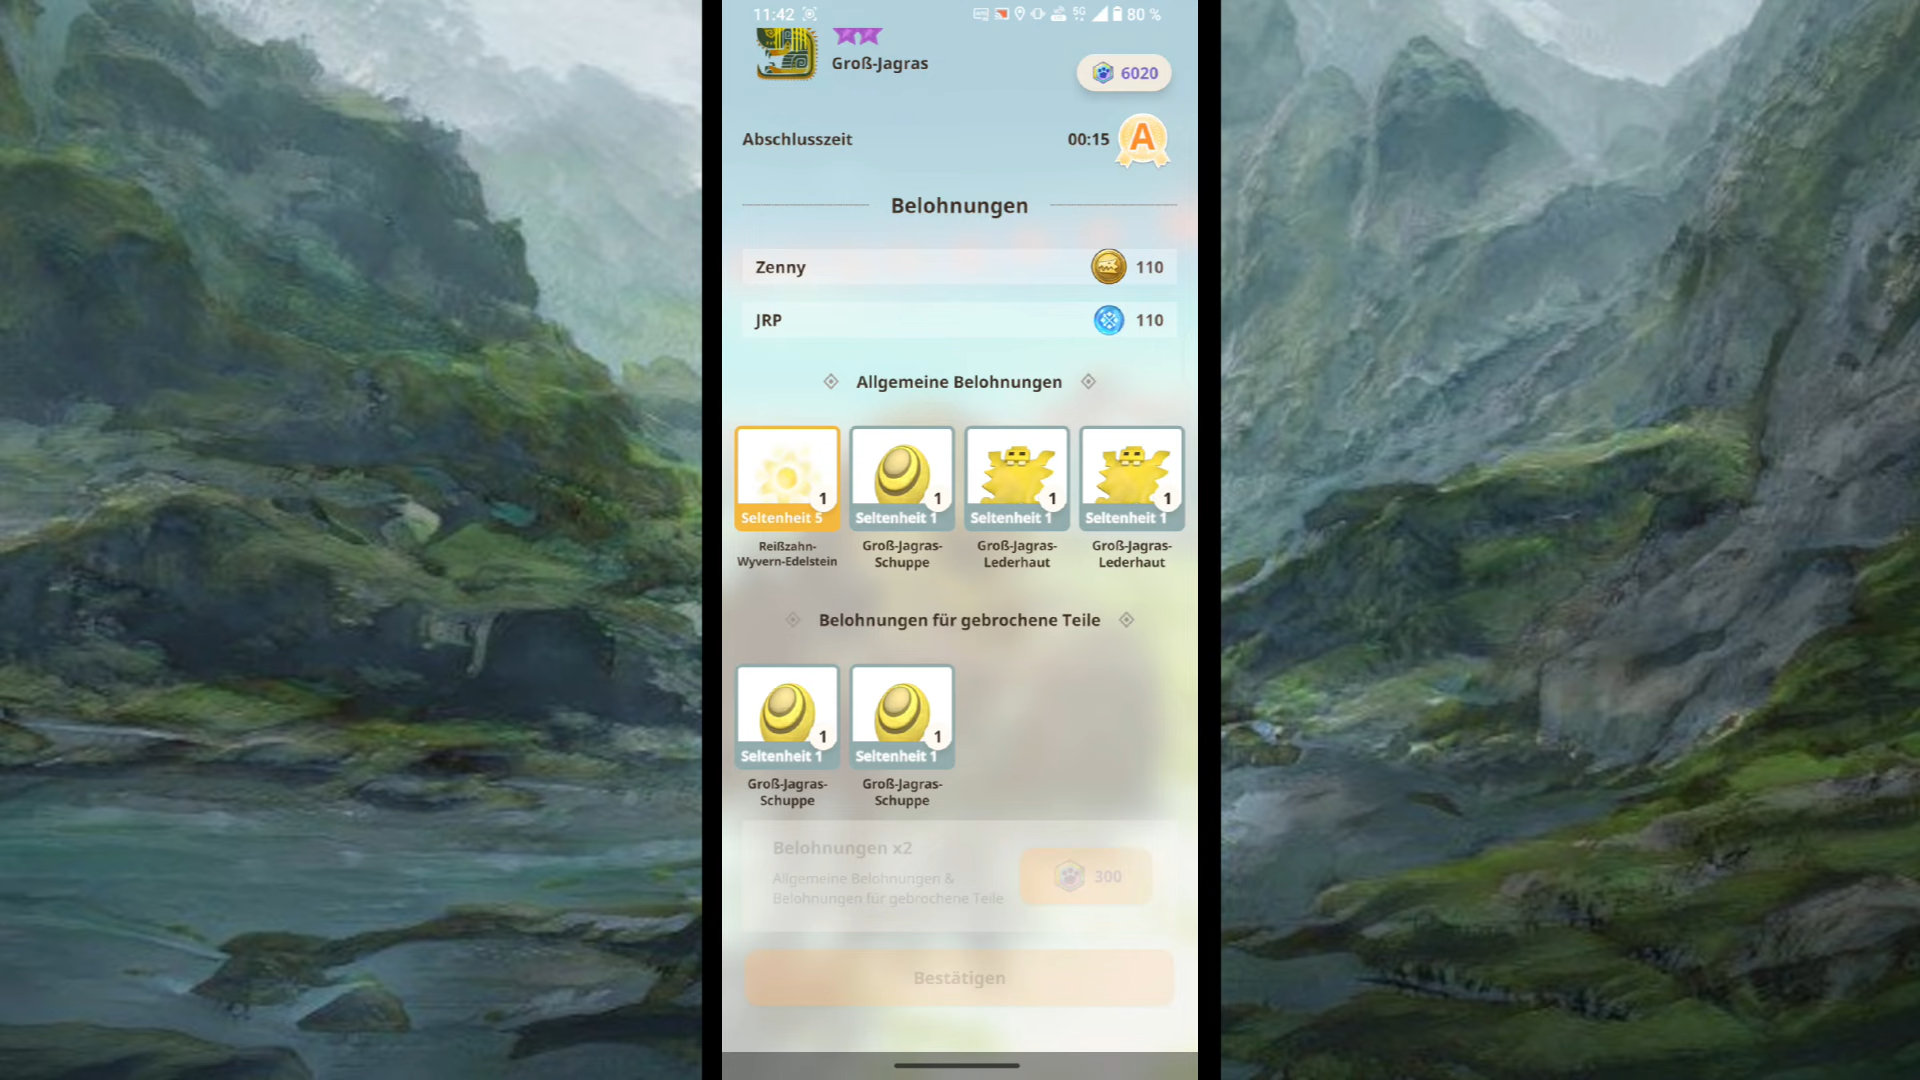 11:42 5G 80 %
Groß-Jagras
6020
Abschlusszeit 00:15 A
Belohnungen
Zenny 110
JRP 110
Allgemeine Belohnungen
1 1 1 1
Seltenheit 5 Seltenheit 1 Seltenheit 1 Seltenheit 1
Reißzahn- Groß-Jagras- Groß-Jagras- Groß-Jagras-
Wyvern-Edelstein Schuppe Lederhaut Lederhaut
Belohnungen für gebrochene Teile
1 1
Seltenheit 1 Seltenheit 1
Groß-Jagras- Groß-Jagras-
Schuppe Schuppe
Belohnungen x2
Allgemeine Belohnungen & 300
Belohnungen für gebrochene Teile
Bestätigen